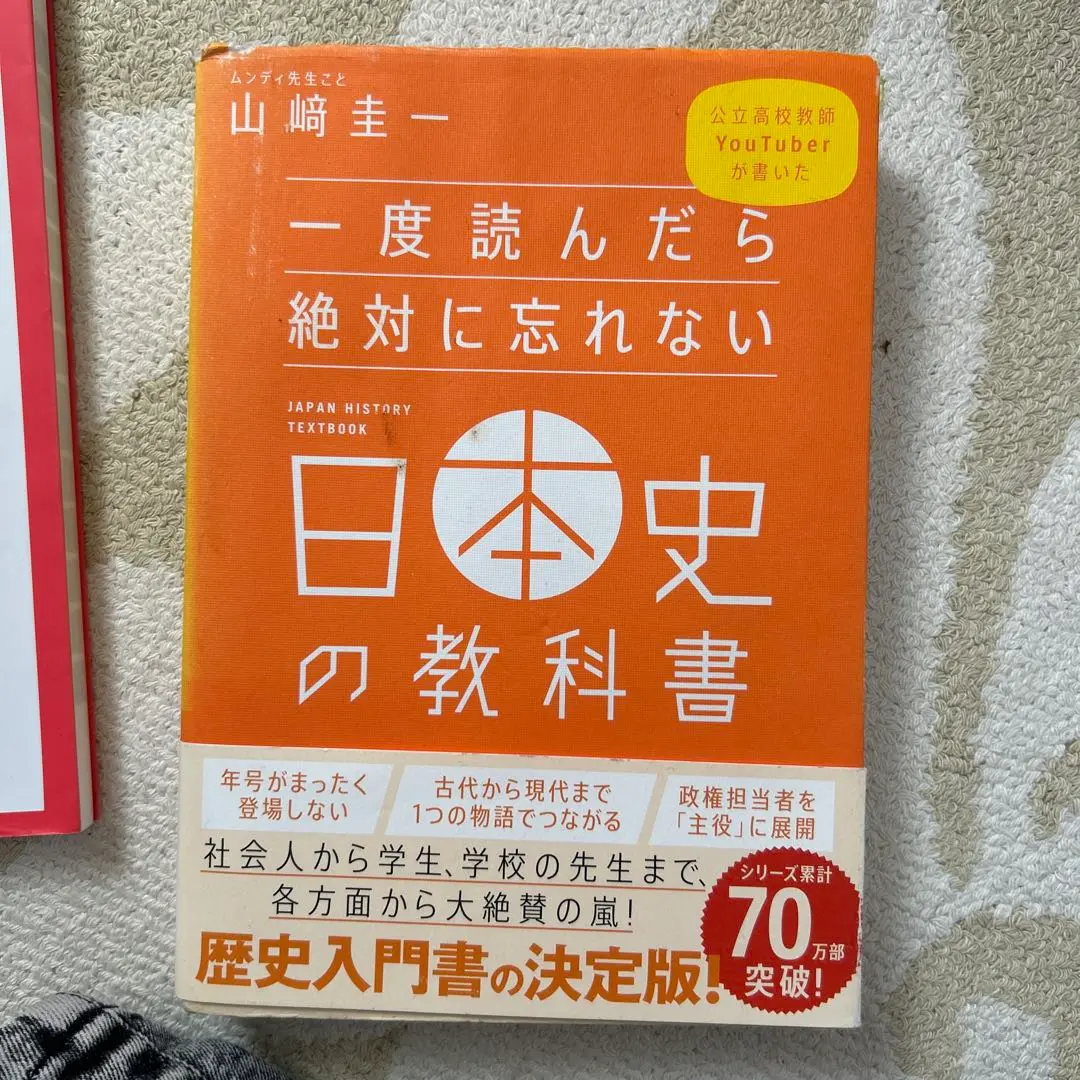 ムンディ先生こと
山﨑圭一
公立高校教師
YouTuber
が書いた
一度読んだら
絶対に忘れない
JAPAN HISTORY
TEXTBOOK
日本史
の教科書
年号がまったく
登場しない
古代から現代まで
1つの物語でつながる
政権担当者を
「主役」に展開
社会人から学生、学校の先生まで、
各方面から大絶賛の嵐！
歴史入門書の決定版！
シリーズ累計
70万部
突破！